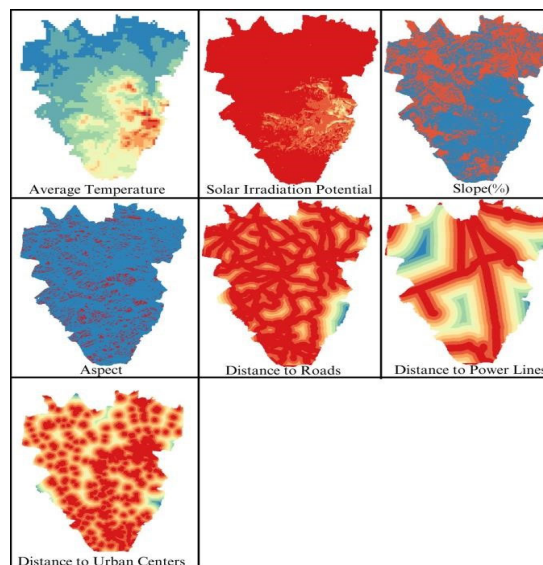 Average Temperature
Solar Irradiation Potential
Slope(%)
Aspect
Distance to Roads
Distance to Power Lines
Distance to Urban Centers